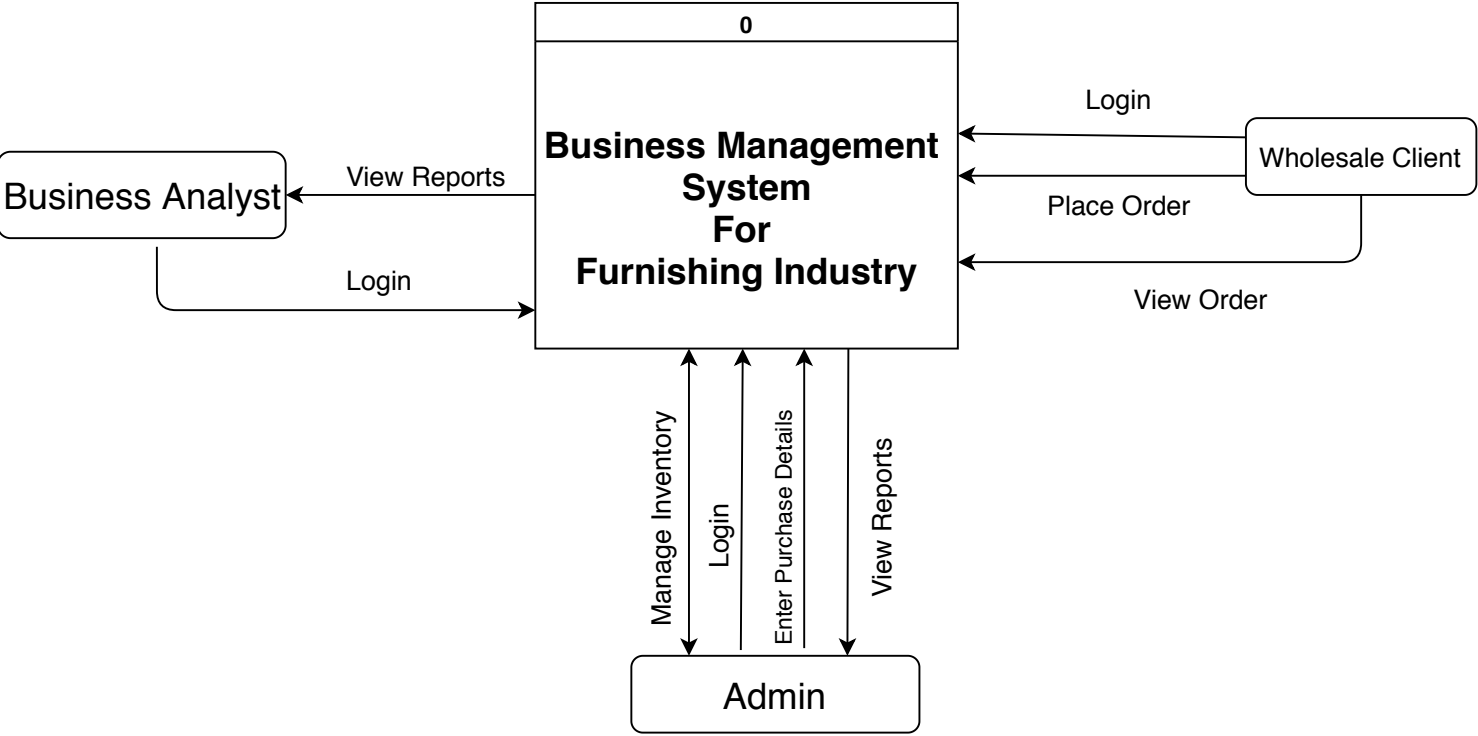 0
Business Management
System
For
Furnishing Industry
Business Analyst
View Reports
Login
Login
Wholesale Client
Place Order
View Order
Manage Inventory
Login
Enter Purchase Details
View Reports
Admin